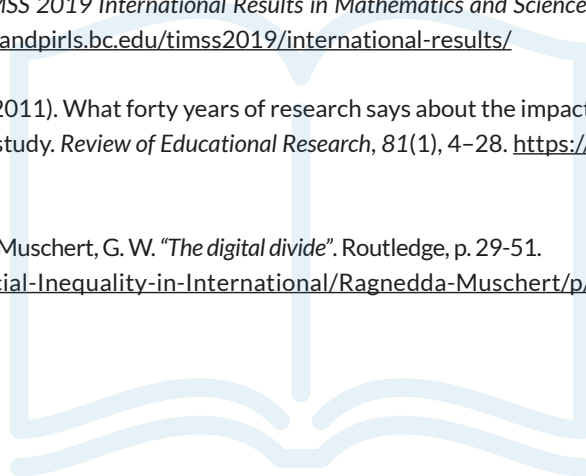 MSS 2019 International Results in Mathematics and Science
andpirls.bc.edu/timss2019/international-results/
2011). What forty years of research says about the impact
study. Review of Educational Research, 81(1), 4–28. https://
Muschert, G. W. “The digital divide”. Routledge, p. 29-51.
cial-Inequality-in-International/Ragnedda-Muschert/p/